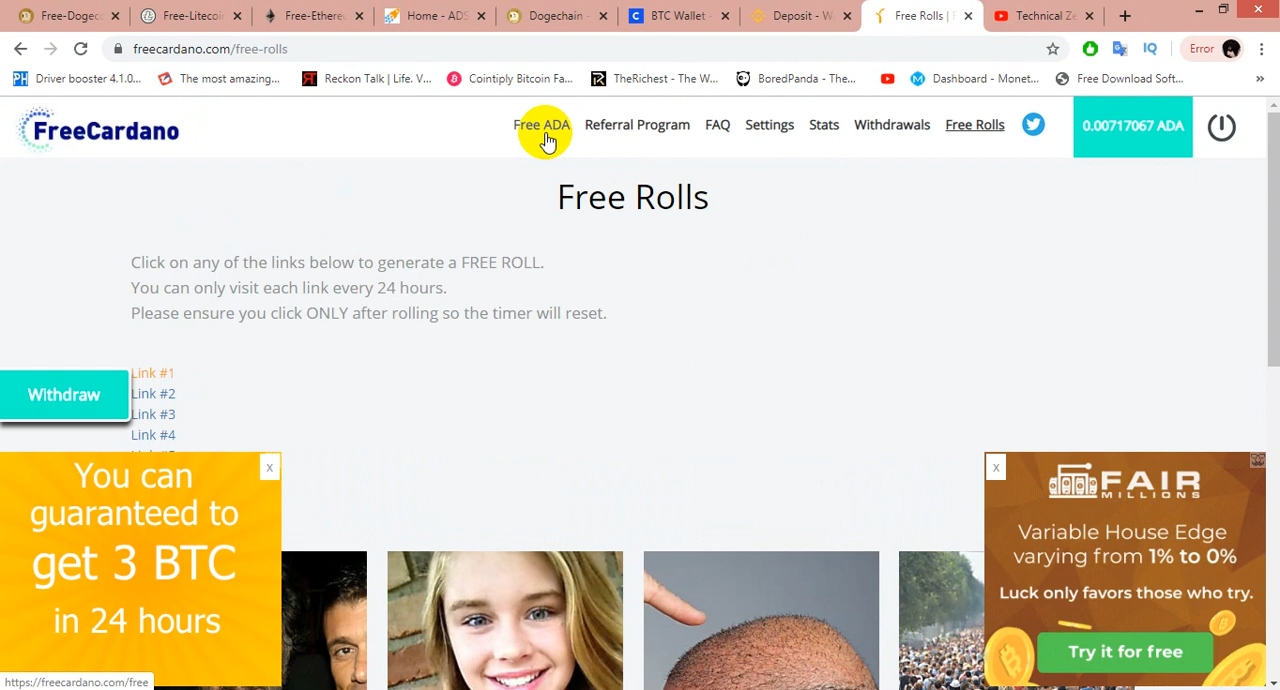 Free-Dogec
Free-Litecoi
Free-Ethere
Home - ADS
Dogechain -
BTC Wallet -
Deposit - W
Free Rolls | F
Technical Ze
freecardano.com/free-rolls
Error
Driver booster 4.1.0...
The most amazing...
Reckon Talk | Life. V...
Cointiply Bitcoin Fa...
TheRichest - The W...
BoredPanda - The...
Dashboard - Monet...
Free Download Soft...
FreeCardano
Free ADA
Referral Program
FAQ
Settings
Stats
Withdrawals
Free Rolls
0.00717067 ADA
Free Rolls
Click on any of the links below to generate a FREE ROLL.
You can only visit each link every 24 hours.
Please ensure you click ONLY after rolling so the timer will reset.
Link #1
Link #2
Link #3
Link #4
Withdraw
You can
guaranteed to
get 3 BTC
in 24 hours
x
x
FAIR
MILLIONS
Variable House Edge
varying from 1% to 0%
Luck only favors those who try.
Try it for free
https://freecardano.com/free